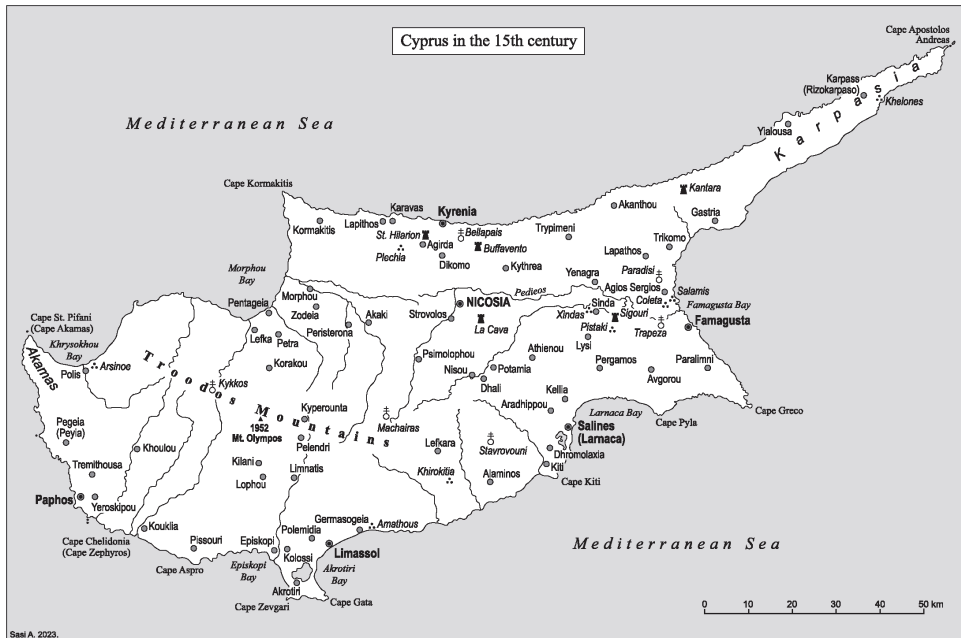 Cyprus in the 15th century
Cape Apostolos
Andreas
Karpass
(Rizokarpaso)
Khelones
Karpasia
Yialousa
Mediterranean Sea
Cape Kormakitis
Kantara
Akanthou
Gastria
Karavas
Kyrenia
Lapithos
Kormakitis
St. Hilarion
Bellapais
Trypimeni
Agirda
Buffavento
Plechia
Dikomo
Kythrea
Lapathos
Trikomo
Paradisi
Yenagra
Agios Sergios
Morphou
Bay
Morphou
Pedieos
Coleta
Salamis
Famagusta Bay
Pentageia
Zodeia
NICOSIA
Sinda
Xindas
Sigouri
Strovolos
Akaki
Peristerona
La Cava
Pistaki
Trapeza
Famagusta
Cape St. Pifani
(Cape Akamas)
Khrysokhou
Bay
Lefka
Petra
Lysi
Akamas
Polis
Arsinoe
Troodos Mountains
Korakou
Psimolophou
Athienou
Nisou
Potamia
Pergamos
Paralimni
Avgorou
Dhali
Kykkos
Kellia
Aradhippou
Larnaca Bay
Cape Greco
Cape Pyla
Kyperounta
1952
Mt. Olympos
Machairas
Salines
(Larnaca)
Pegela
(Peyia)
Pelendri
Lefkara
Stavrovouni
Khoulou
Dhromolaxia
Kilani
Limnatis
Kiti
Tremithousa
Lophou
Khirokitia
Alaminos
Cape Kiti
Paphos
Yeroskipou
Kouklia
Germasogeia
Amathous
Polemidia
Cape Chelidonia
(Cape Zephyros)
Pissouri
Episkopi
Kolossi
Limassol
Mediterranean Sea
Cape Aspro
Episkopi
Bay
Akrotiri
Bay
Akrotiri
Cape Zevgari
Cape Gata
0 10 20 30 40 50 km
Sasi A. 2023.